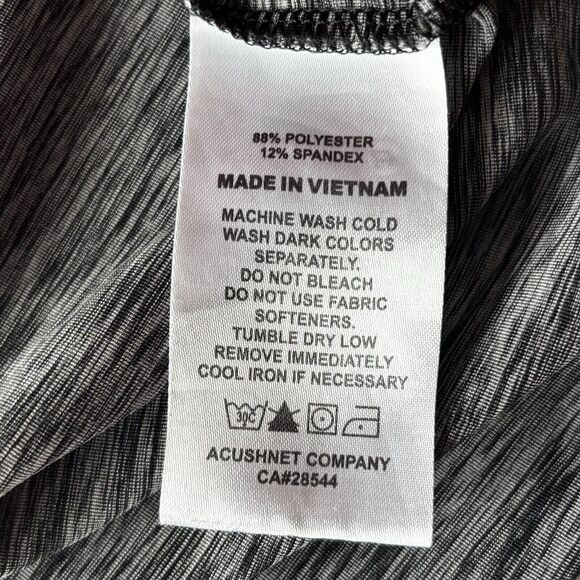 88% POLYESTER
12% SPANDEX
MADE IN VIETNAM
MACHINE WASH COLD
WASH DARK COLORS
SEPARATELY.
DO NOT BLEACH
DO NOT USE FABRIC
SOFTENERS.
TUMBLE DRY LOW
REMOVE IMMEDIATELY
COOL IRON IF NECESSARY
30C
ACUSHNET COMPANY
CA#28544